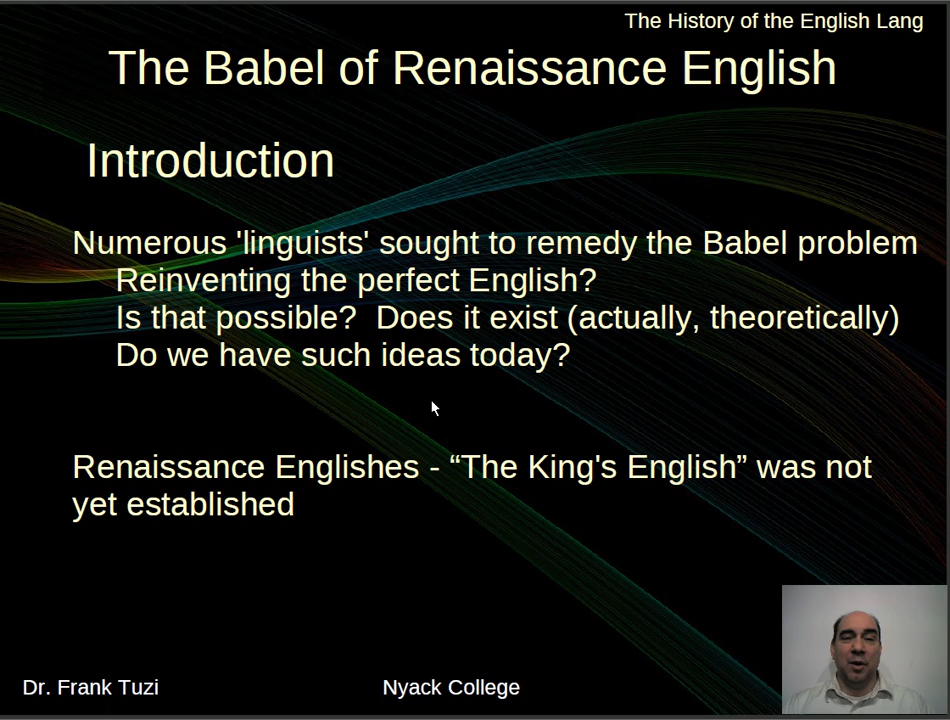 The History of the English Lang
The Babel of Renaissance English
Introduction
Numerous 'linguists' sought to remedy the Babel problem
Reinventing the perfect English?
Is that possible?  Does it exist (actually, theoretically)
Do we have such ideas today?
Renaissance Englishes - “The King's English” was not
yet established
Dr. Frank Tuzi
Nyack College